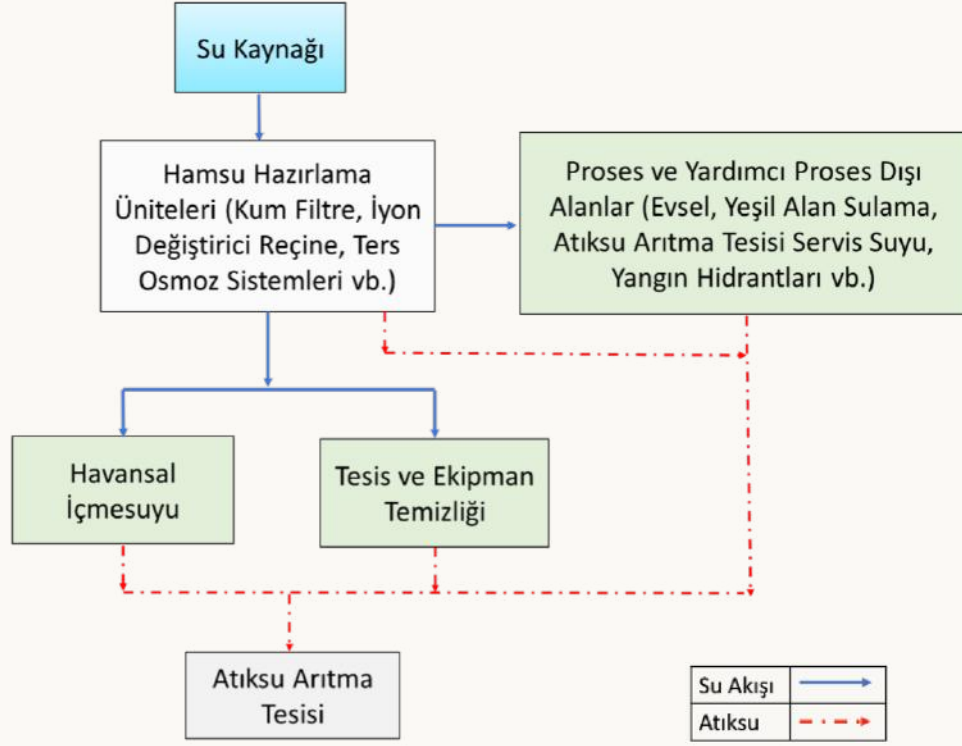 Su Kaynağı
Hamsu Hazırlama
Üniteleri (Kum Filtre, İyon
Değiştirici Reçine, Ters
Osmoz Sistemleri vb.)
Proses ve Yardımcı Proses Dışı
Alanlar (Evsel, Yeşil Alan Sulama,
Atıksu Arıtma Tesisi Servis Suyu,
Yangın Hidrantları vb.)
Havansal
İçmesuyu
Tesis ve Ekipman
Temizliği
Atıksu Arıtma
Tesisi
Su Akışı
Atıksu